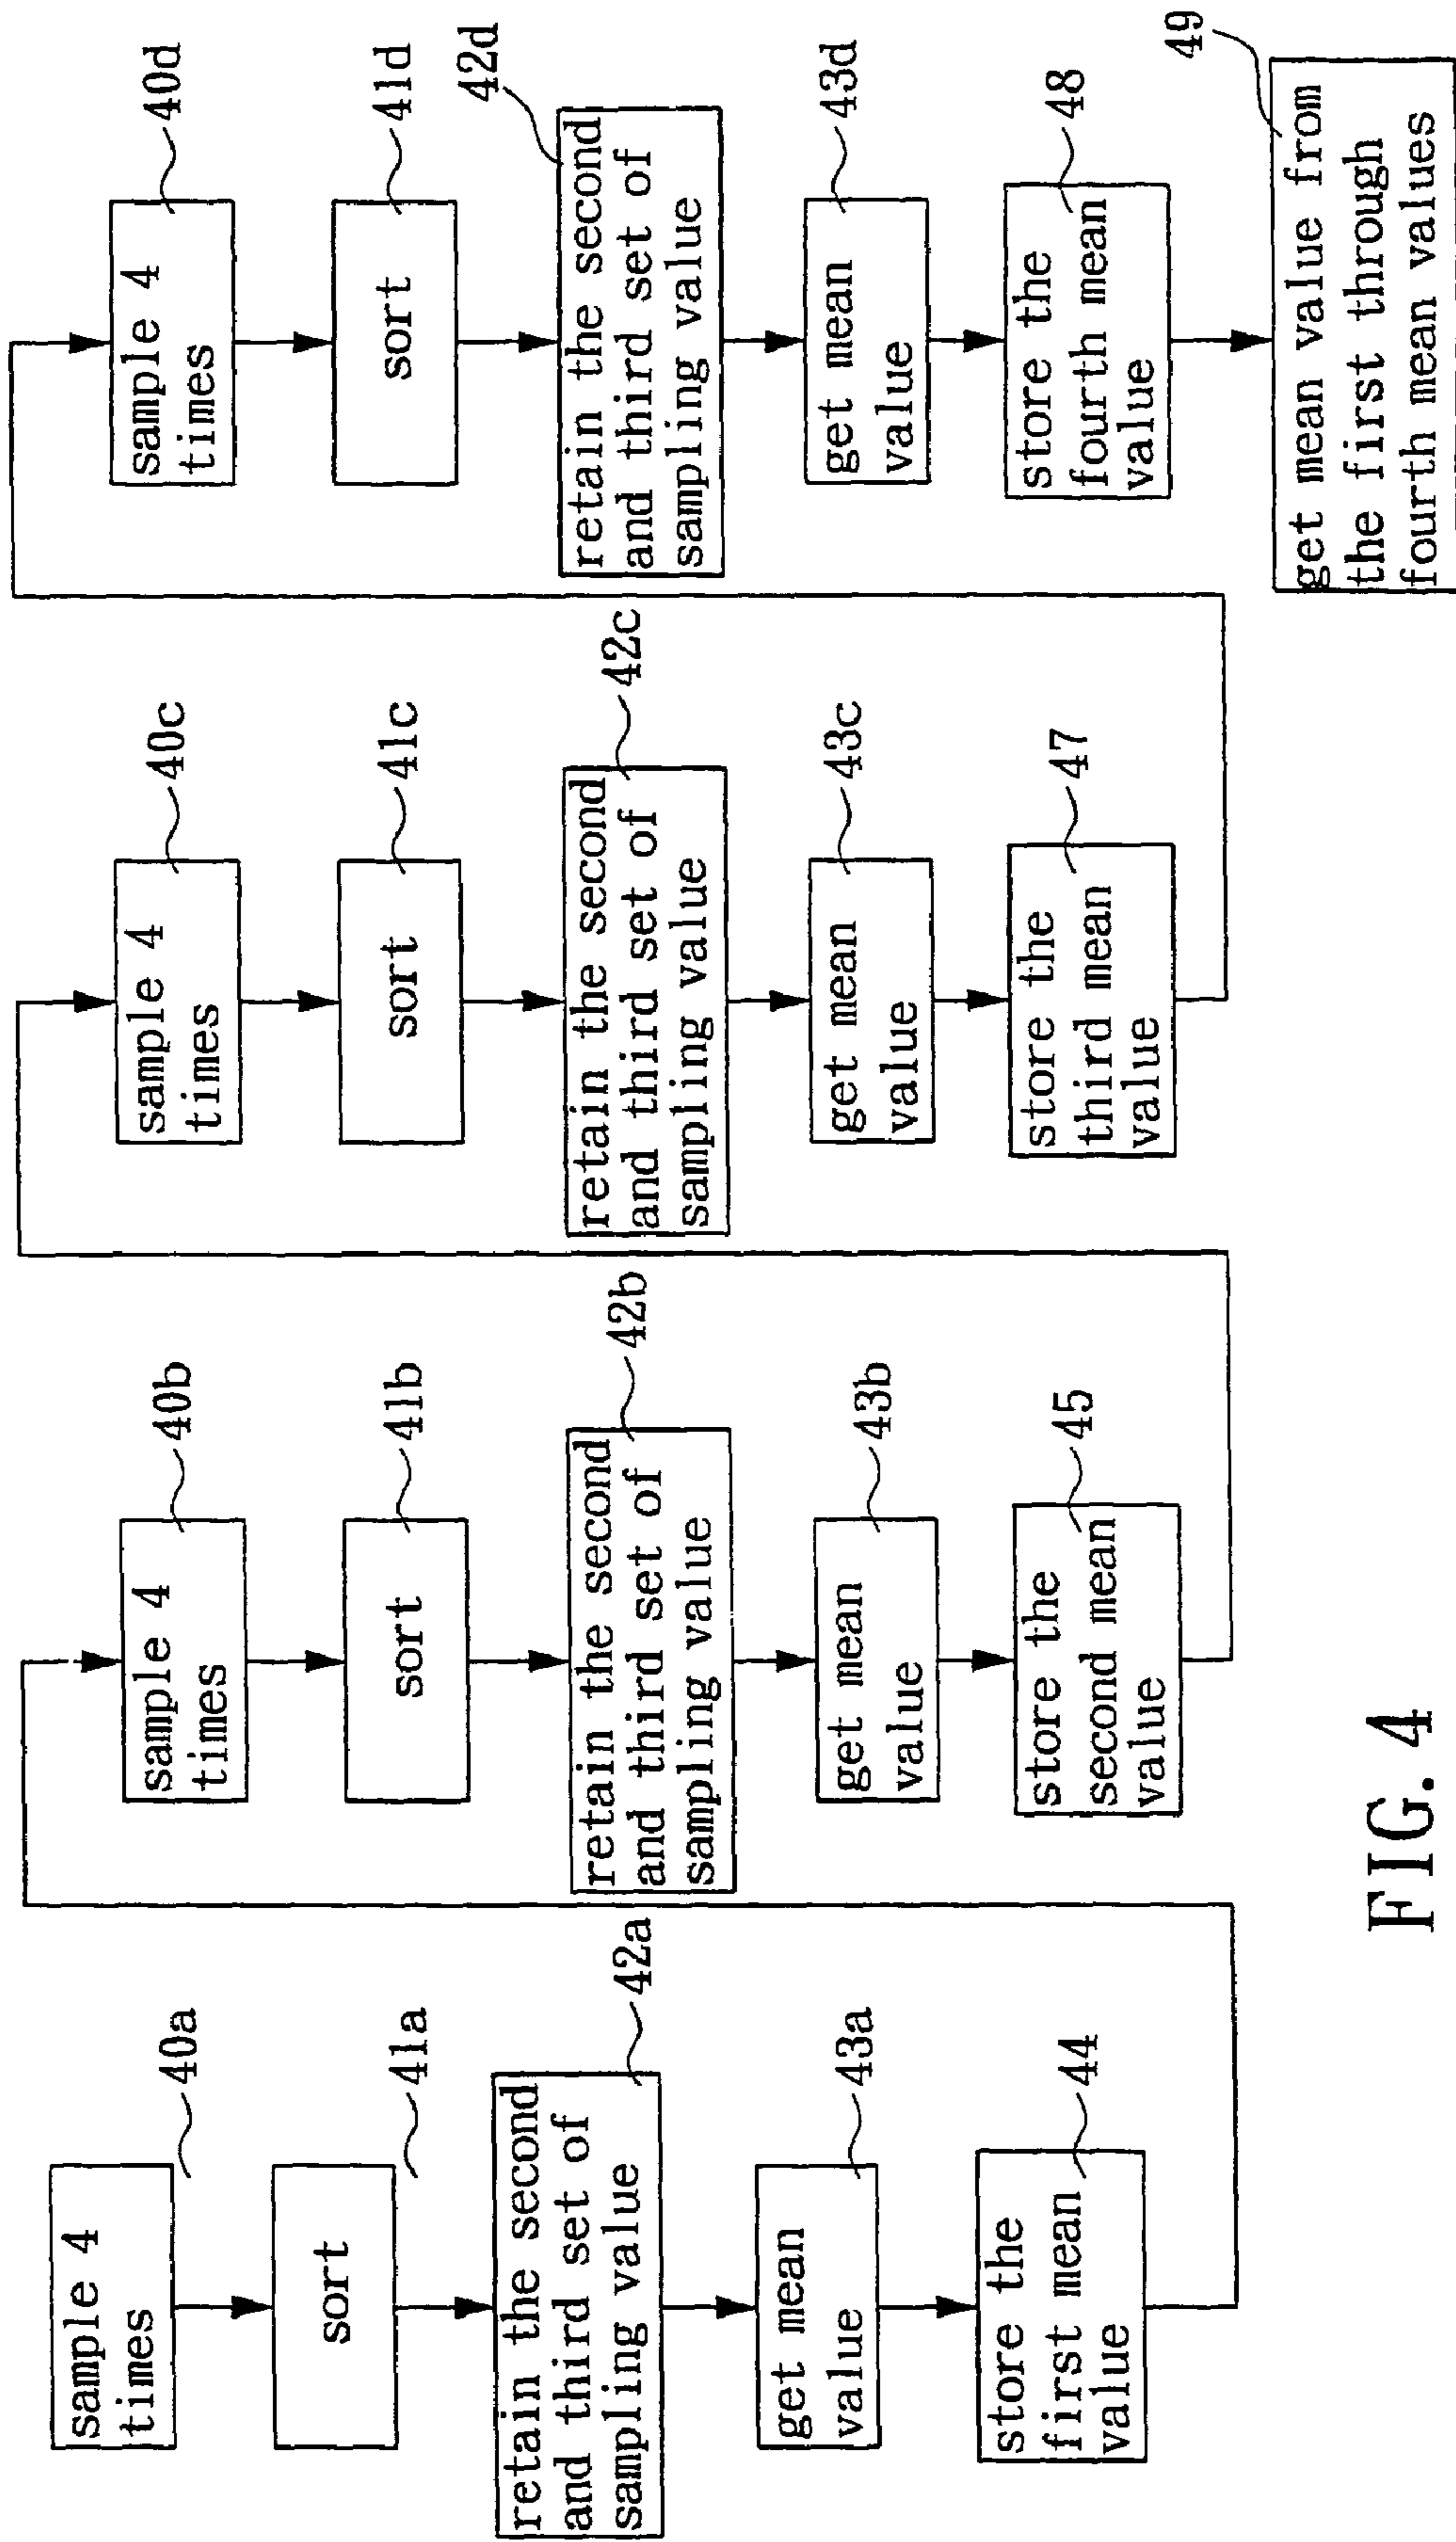 sample 4
times
40a
sort
41a
retain the second
and third set of
sampling value
42a
get mean
value
43a
store the
first mean
value
44
sample 4
times
40b
sort
41b
retain the second
and third set of
sampling value
42b
get mean
value
43b
store the
second mean
value
45
sample 4
times
40c
sort
41c
retain the second
and third set of
sampling value
42c
get mean
value
43c
store the
third mean
value
47
sample 4
times
40d
sort
41d
retain the second
and third set of
sampling value
42d
get mean
value
43d
store the
fourth mean
value
48
get mean value from
the first through
fourth mean values
49
FIG. 4